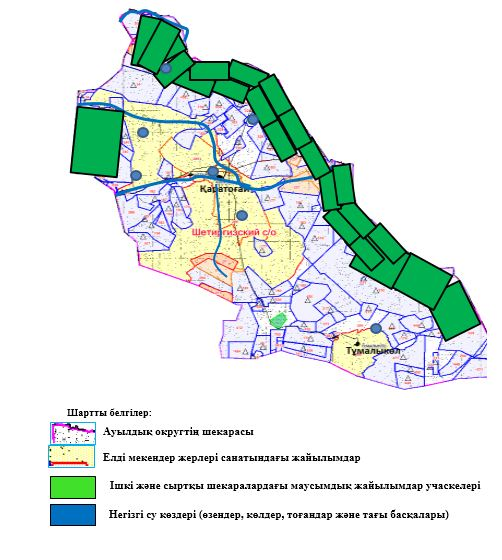 Қаратоған
Шетиргизский с/о
Тұмалыкөл
Шартты белгілер:
Ауылдық округтің шекарасы
Елді мекендер жерлері санатындағы жайылымдар
Ішкі және сыртқы шекаралардағы маусымдық жайылымдар учаскелері
Негізгі су көздері (өзендер, көлдер, тоғандар және тағы басқалары)